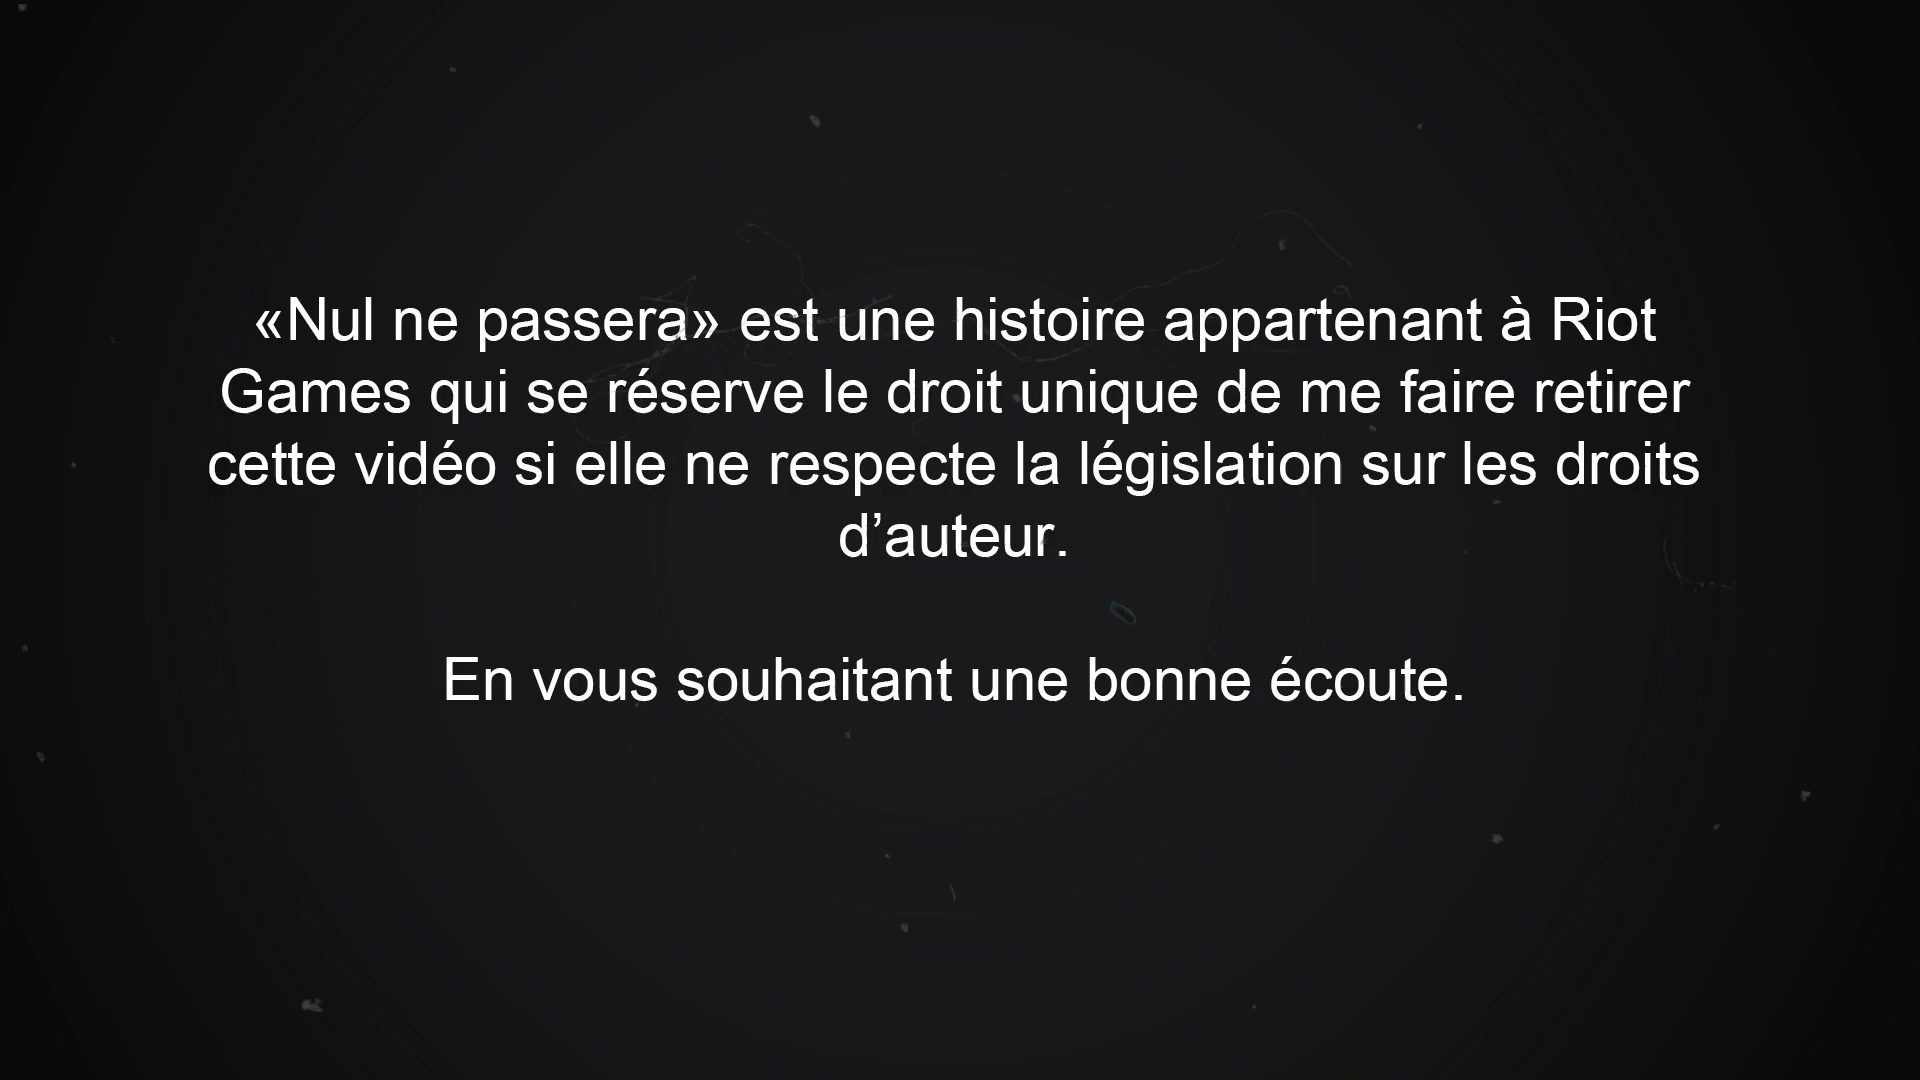 «Nul ne passera» est une histoire appartenant à Riot
Games qui se réserve le droit unique de me faire retirer
cette vidéo si elle ne respecte la législation sur les droits
d’auteur.
En vous souhaitant une bonne écoute.